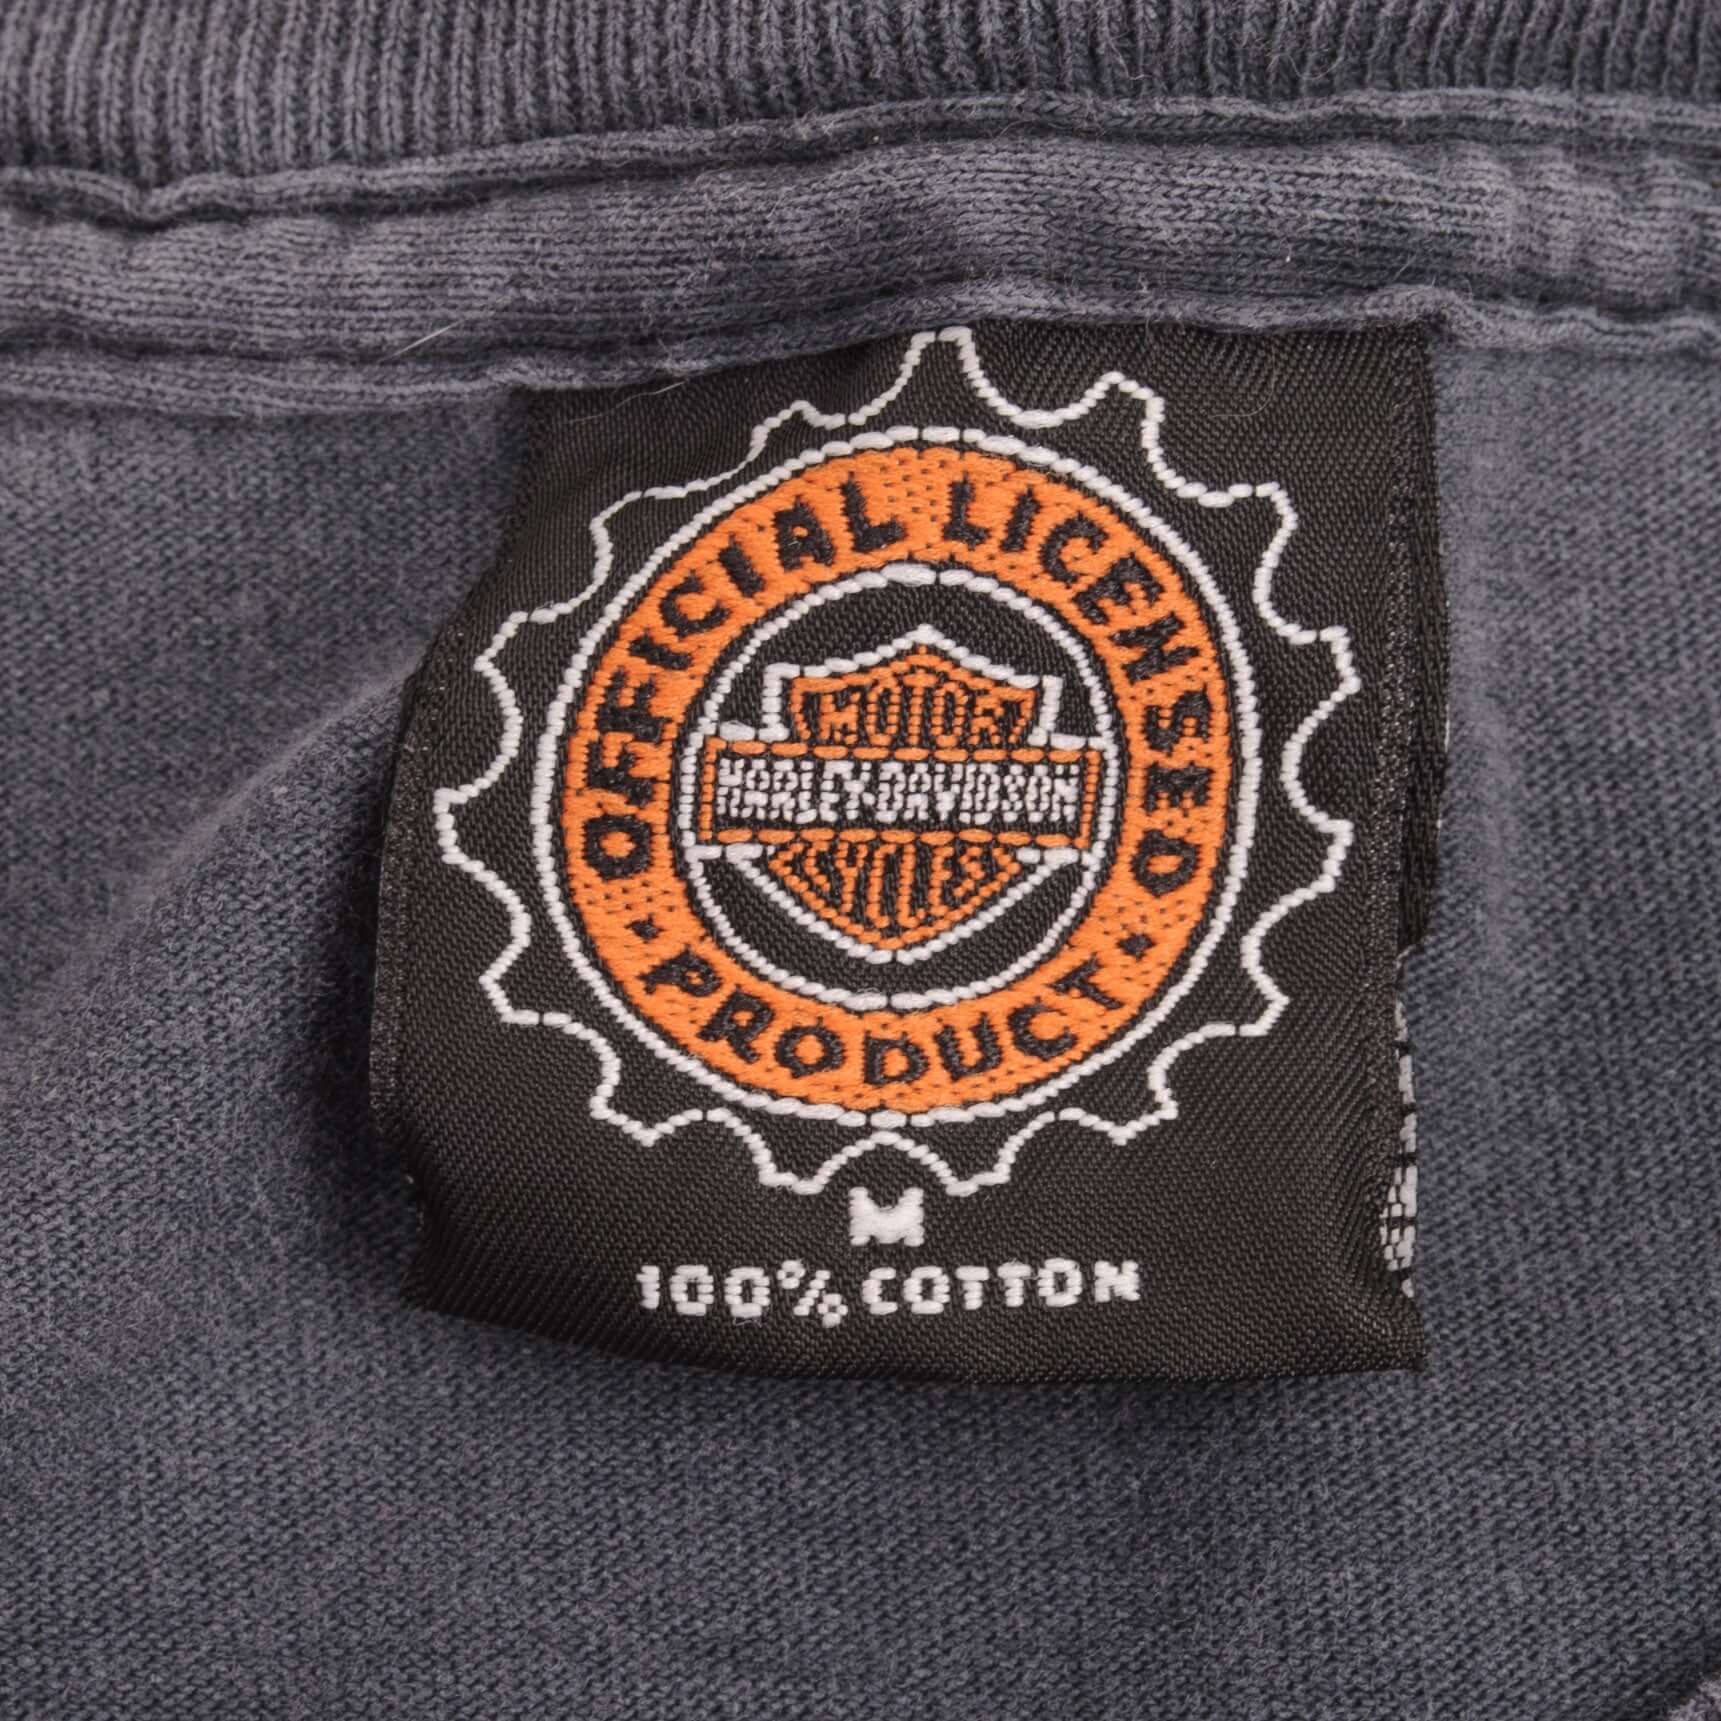 OFFICIAL LICENSED
MOTOR
HARLEY-DAVIDSON
CYCLES
• PRODUCT •
M
100% COTTON